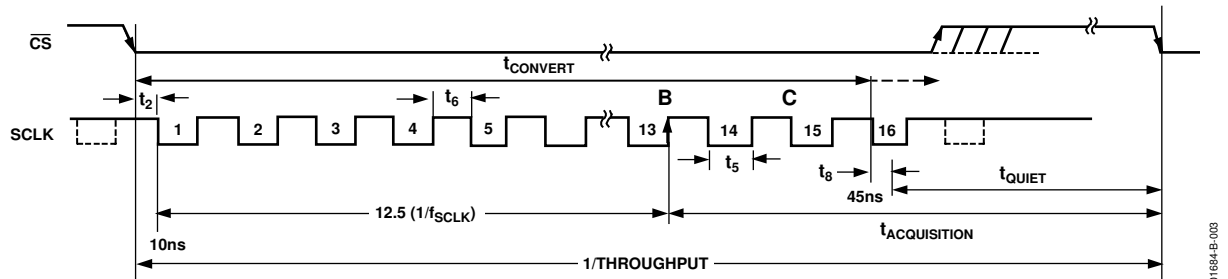 CS
tCONVERT
t2
t6
B
C
SCLK
1
2
3
4
5
13
14
15
16
t5
t8
tQUIET
45ns
12.5 (1/fSCLK)
tACQUISITION
10ns
1/THROUGHPUT
11684-B-003